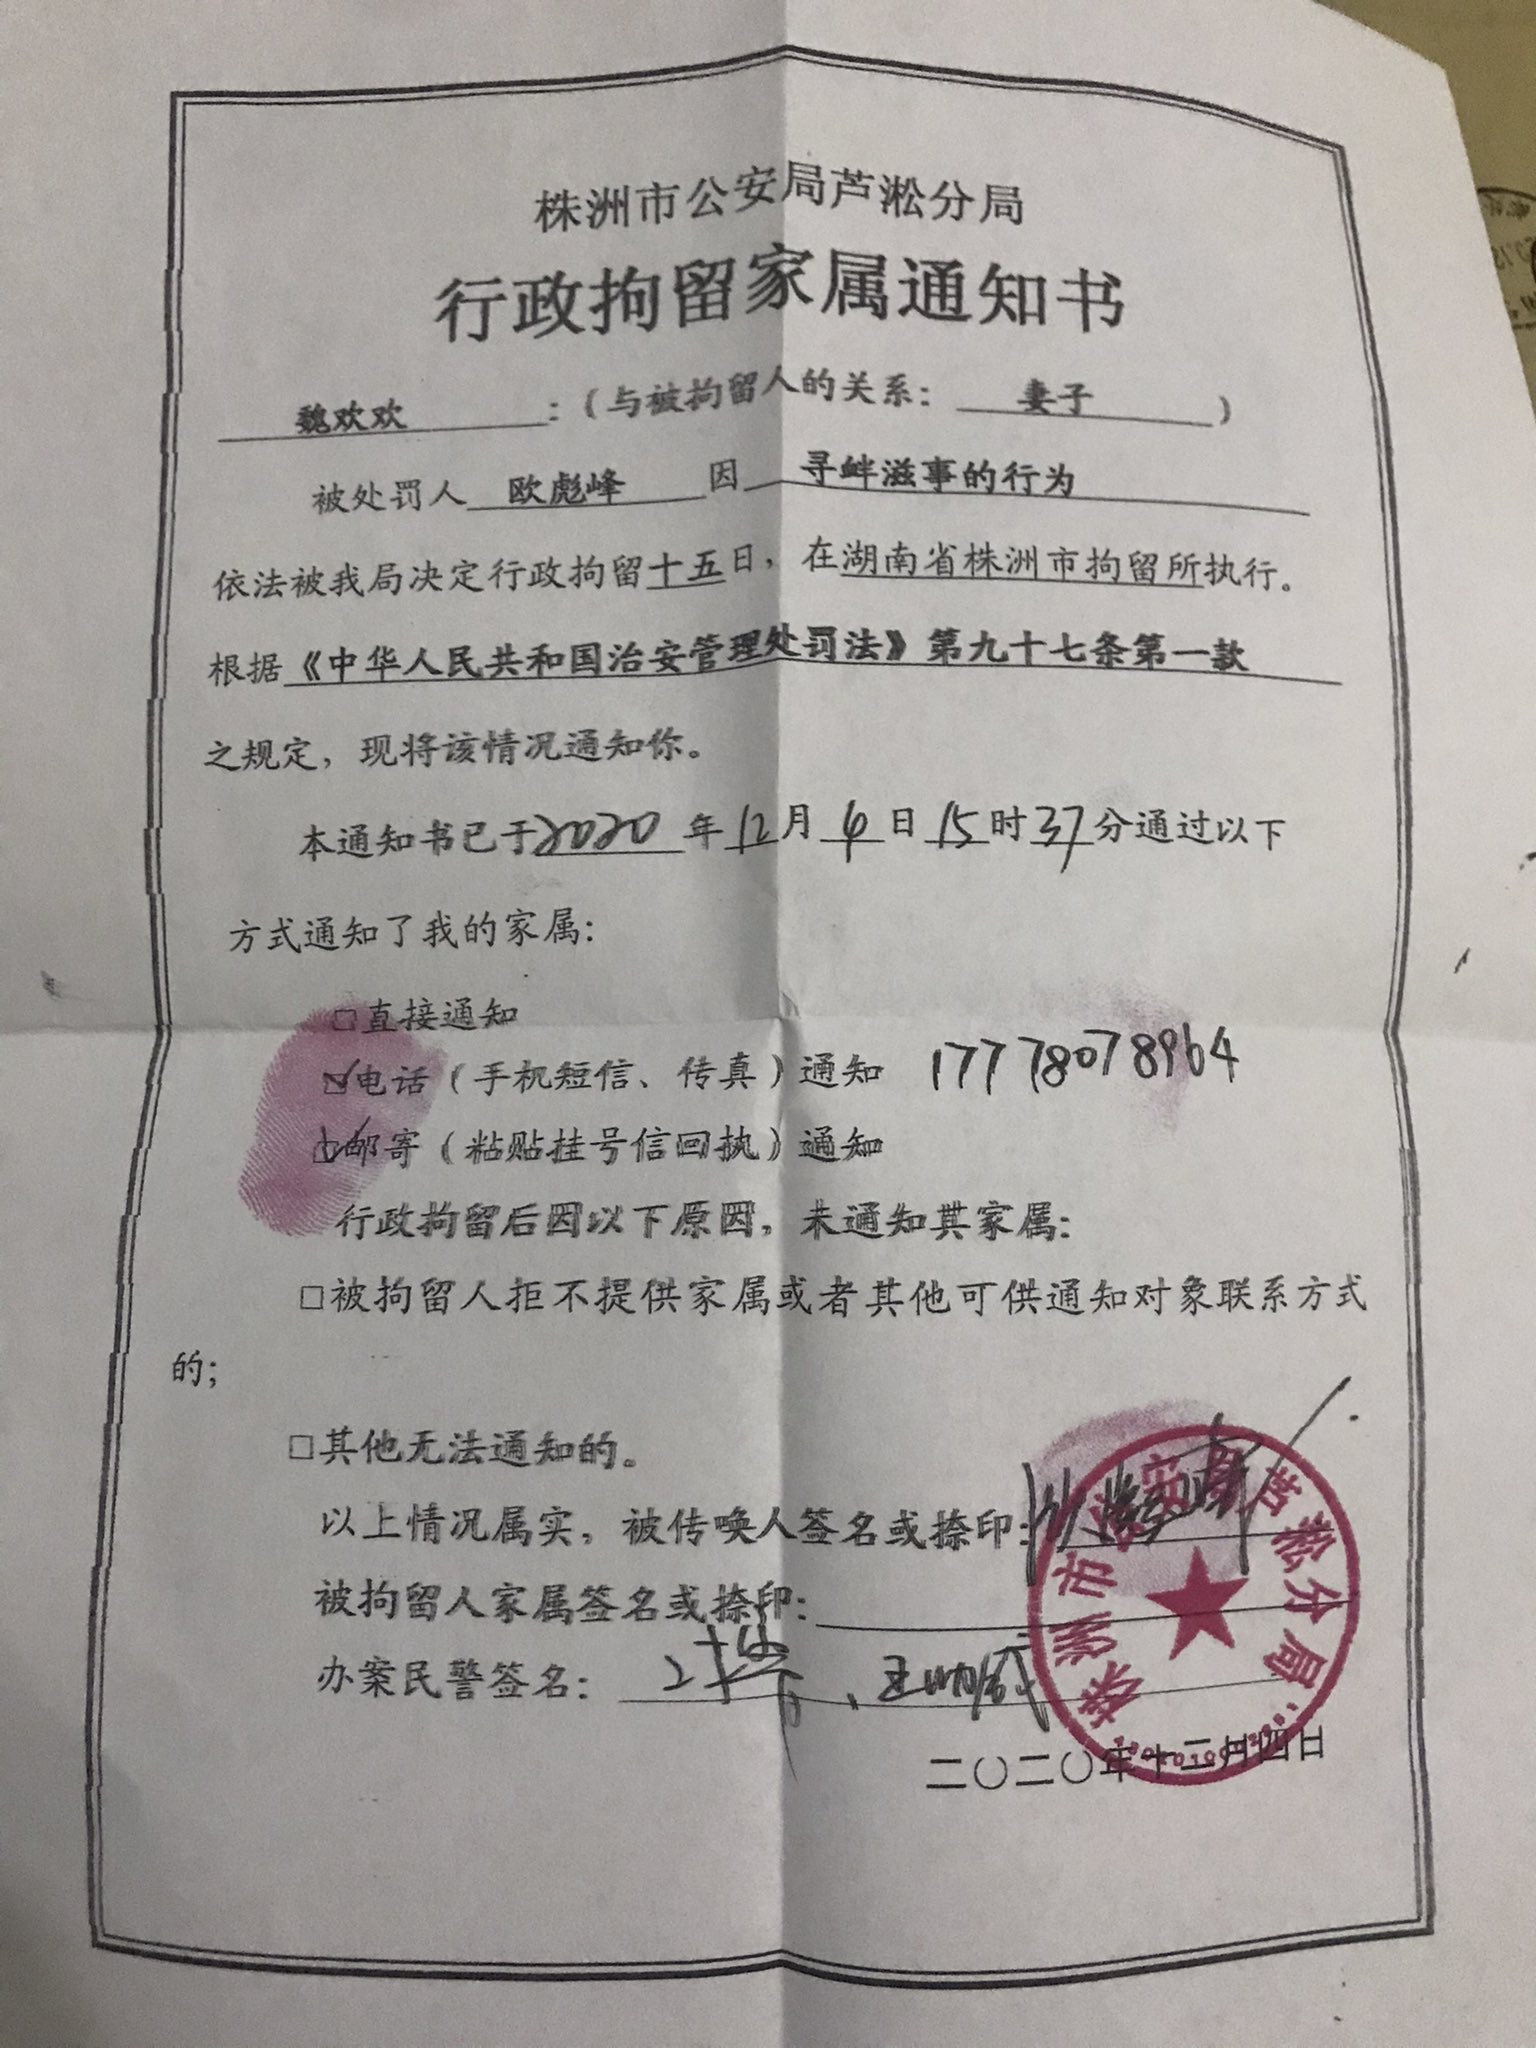 株洲市公安局芦淞分局
行政拘留家属通知书
魏欢欢：（与被拘留人的关系：妻子）
被处罚人欧彪峰因寻衅滋事的行为
依法被我局决定行政拘留十五日，在湖南省株洲市拘留所执行。
根据《中华人民共和国治安管理处罚法》第九十七条第一款
之规定，现将该情况通知你。
本通知书已于2020年12月4日15时37分通过以下
方式通知了我的家属：
□直接通知
☑电话（手机短信、传真）通知 17778078964
☑邮寄（粘贴挂号信回执）通知
行政拘留后因以下原因，未通知其家属：
□被拘留人拒不提供家属或者其他可供通知对象联系方式
的；
□其他无法通知的。
以上情况属实，被传唤人签名或捺印：
被拘留人家属签名或捺印：
办案民警签名：
二〇二〇年十二月四日
株洲市公安局芦淞分局